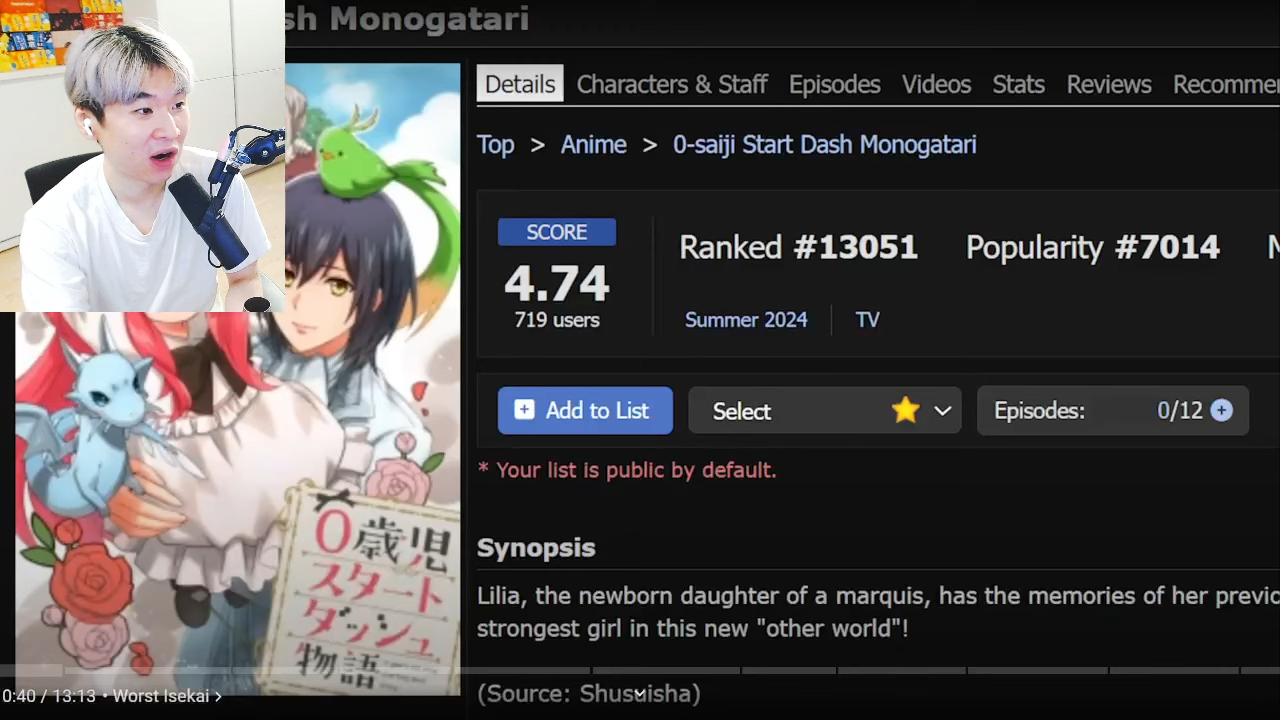 sh Monogatari
Details Characters & Staff Episodes Videos Stats Reviews Recommen
Top > Anime > 0-saiji Start Dash Monogatari
SCORE
4.74
719 users
Ranked #13051 Popularity #7014 M
Summer 2024 TV
Add to List Select Episodes: 0/12
* Your list is public by default.
Synopsis
Lilia, the newborn daughter of a marquis, has the memories of her previo
strongest girl in this new "other world"!
(Source: Shusuisha)
0歳児
スタート
ダッシュ
物語
0:40 / 13:13 • Worst Isekai >